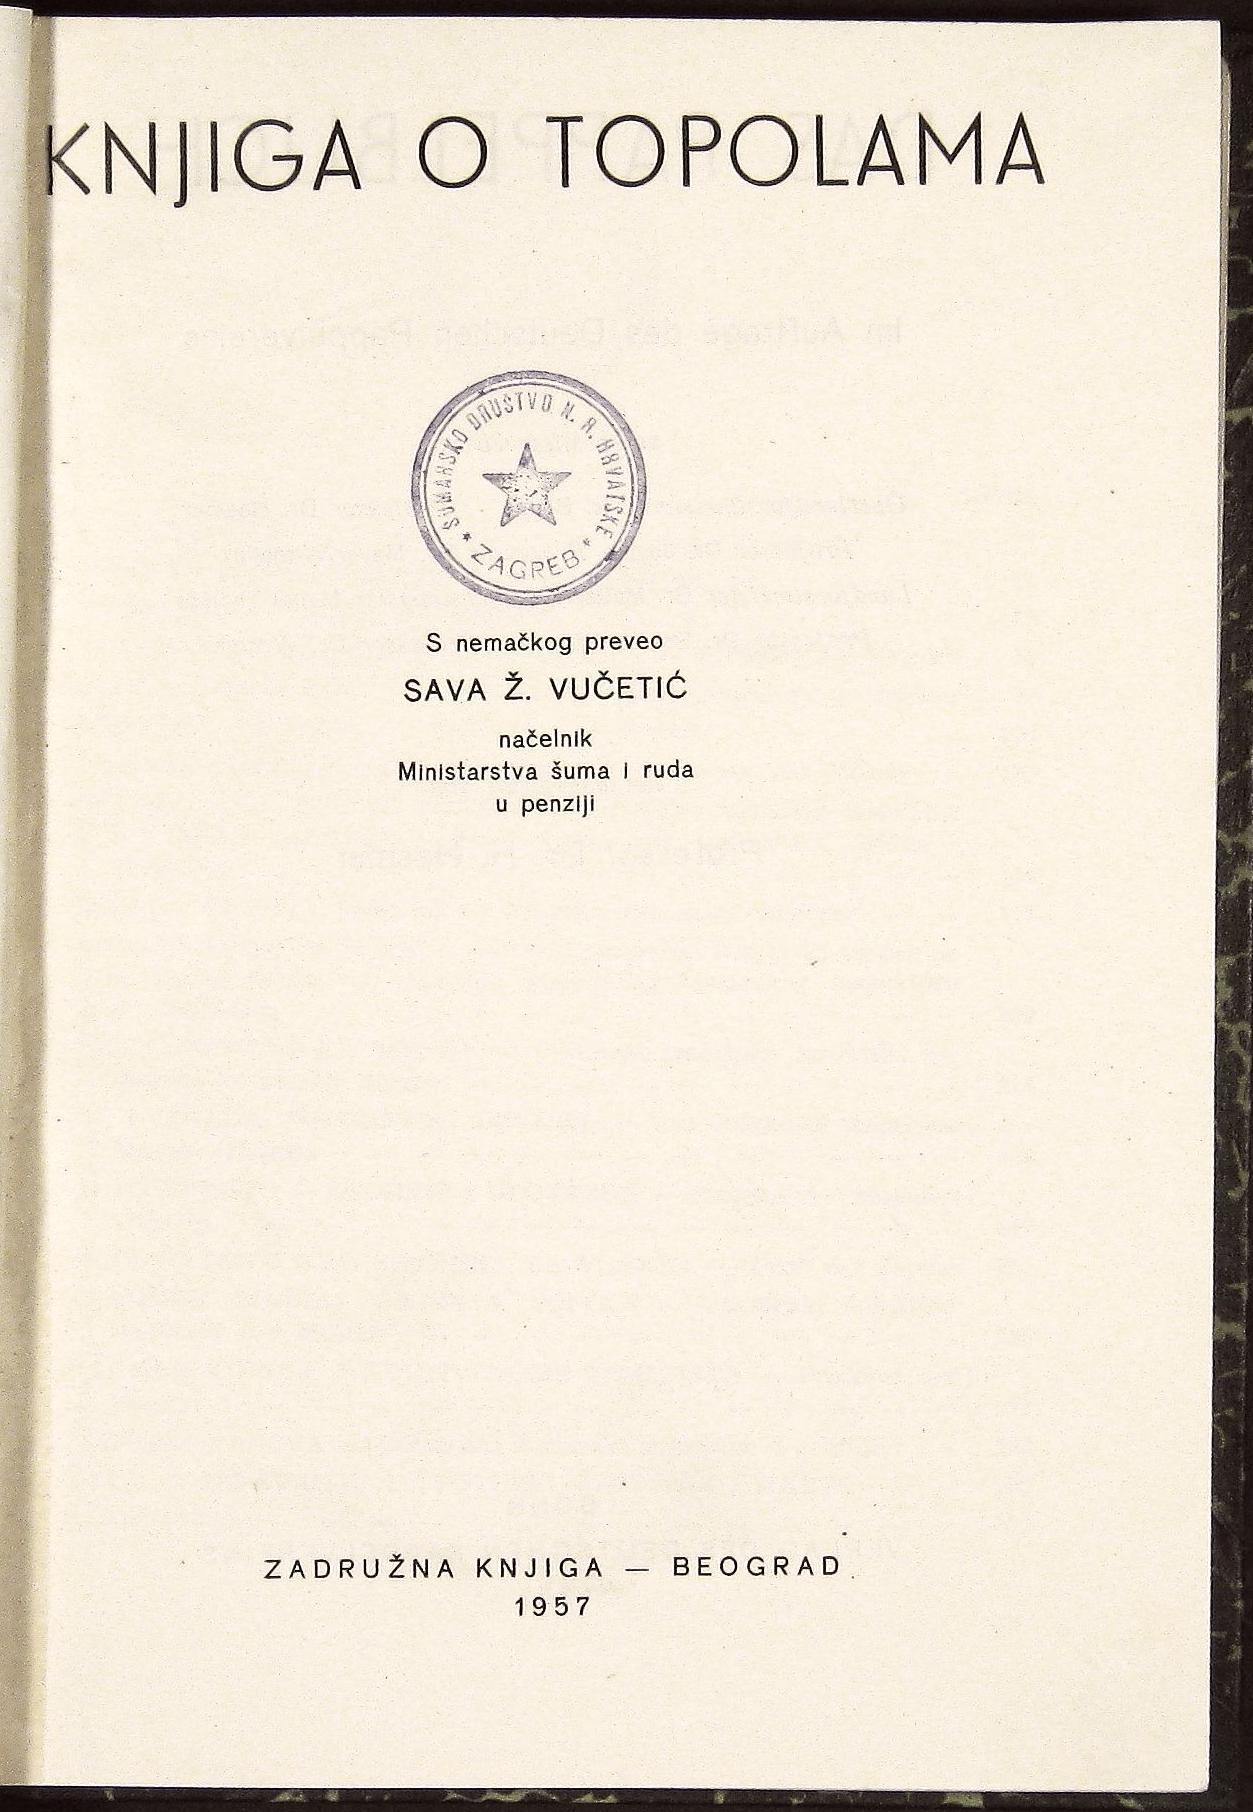 KNJIGA O TOPOLAMA
ŠUMARSKO DRUŠTVO N. R. HRVATSKE
* ZAGREB *
S nemačkog preveo
SAVA Ž. VUČETIĆ
načelnik
Ministarstva šuma i ruda
u penziji
ZADRUŽNA KNJIGA — BEOGRAD
1957